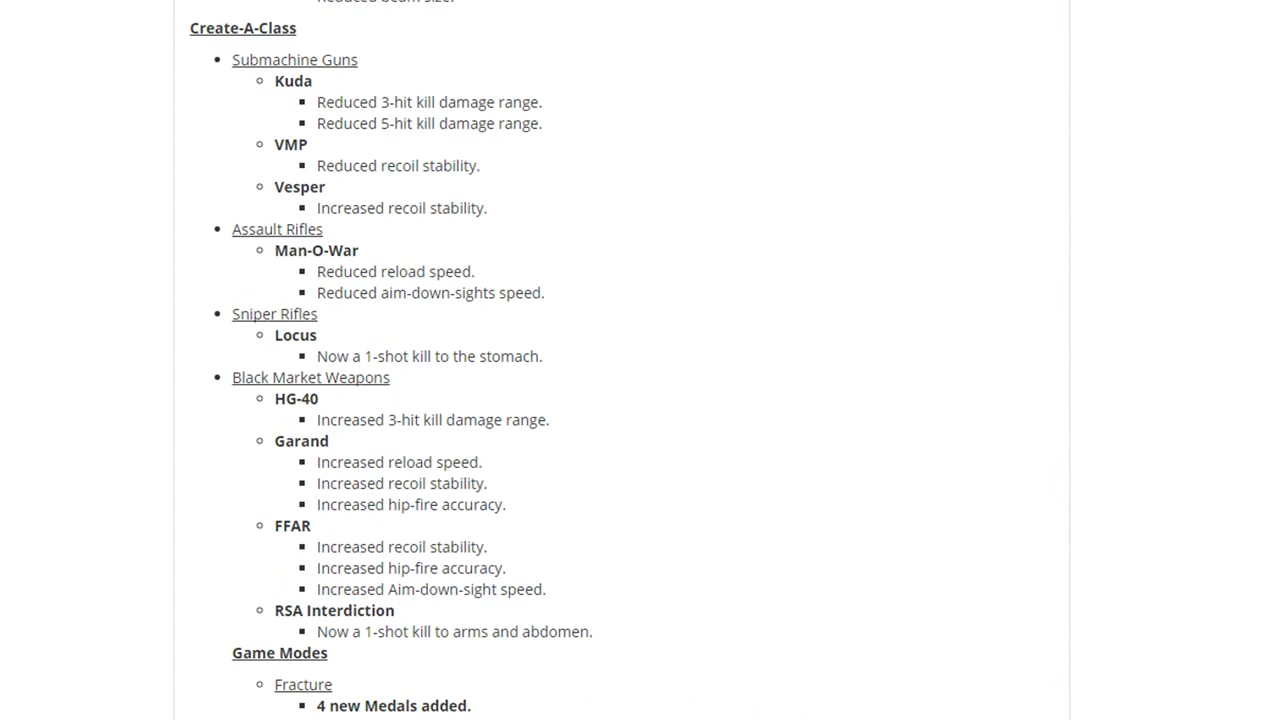 Reduced beam size.
Create-A-Class
Submachine Guns
Kuda
Reduced 3-hit kill damage range.
Reduced 5-hit kill damage range.
VMP
Reduced recoil stability.
Vesper
Increased recoil stability.
Assault Rifles
Man-O-War
Reduced reload speed.
Reduced aim-down-sights speed.
Sniper Rifles
Locus
Now a 1-shot kill to the stomach.
Black Market Weapons
HG-40
Increased 3-hit kill damage range.
Garand
Increased reload speed.
Increased recoil stability.
Increased hip-fire accuracy.
FFAR
Increased recoil stability.
Increased hip-fire accuracy.
Increased Aim-down-sight speed.
RSA Interdiction
Now a 1-shot kill to arms and abdomen.
Game Modes
Fracture
4 new Medals added.